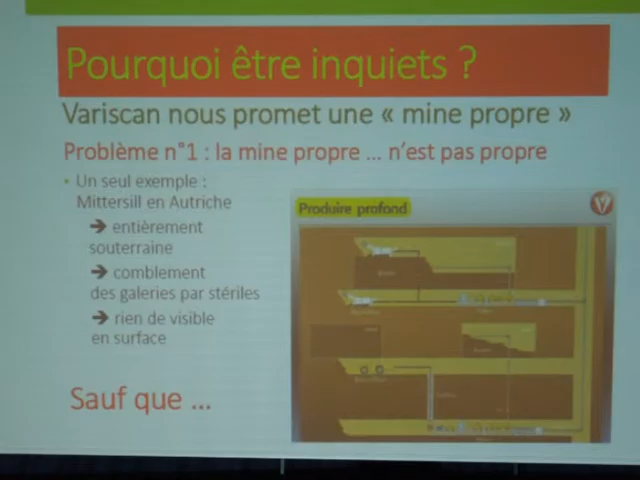 Pourquoi être inquiets ?
Variscan nous promet une « mine propre »
Problème n°1 : la mine propre ... n'est pas propre
• Un seul exemple :
Mittersill en Autriche
➔ entièrement
souterraine
➔ comblement
des galeries par stériles
➔ rien de visible
en surface
Sauf que ...
Produire profond